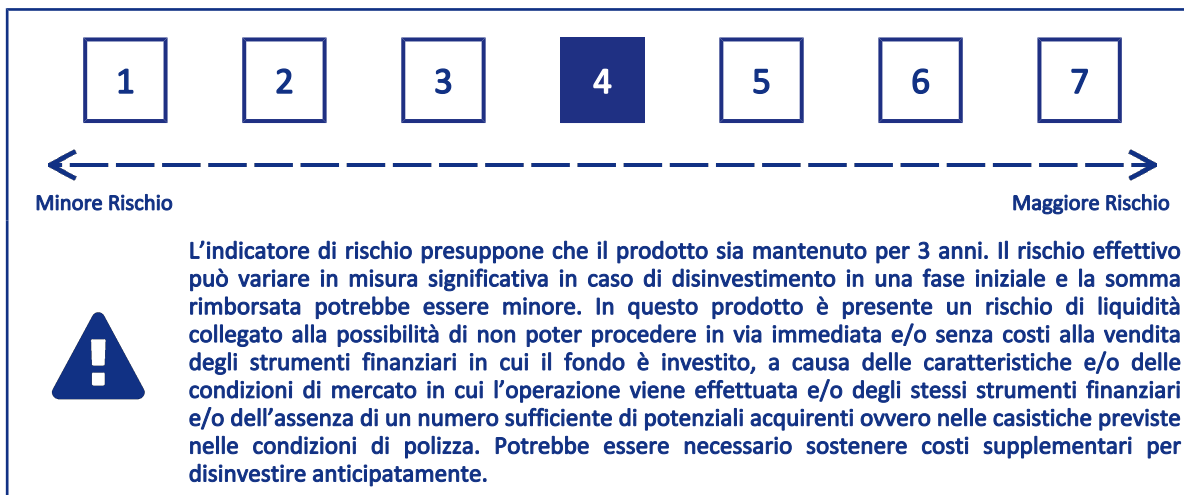 1 2 3 4 5 6 7
Minore Rischio Maggiore Rischio
L’indicatore di rischio presuppone che il prodotto sia mantenuto per 3 anni. Il rischio effettivo
può variare in misura significativa in caso di disinvestimento in una fase iniziale e la somma
rimborsata potrebbe essere minore. In questo prodotto è presente un rischio di liquidità
collegato alla possibilità di non poter procedere in via immediata e/o senza costi alla vendita
degli strumenti finanziari in cui il fondo è investito, a causa delle caratteristiche e/o delle
condizioni di mercato in cui l’operazione viene effettuata e/o degli stessi strumenti finanziari
e/o dell’assenza di un numero sufficiente di potenziali acquirenti ovvero nelle casistiche previste
nelle condizioni di polizza. Potrebbe essere necessario sostenere costi supplementari per
disinvestire anticipatamente.